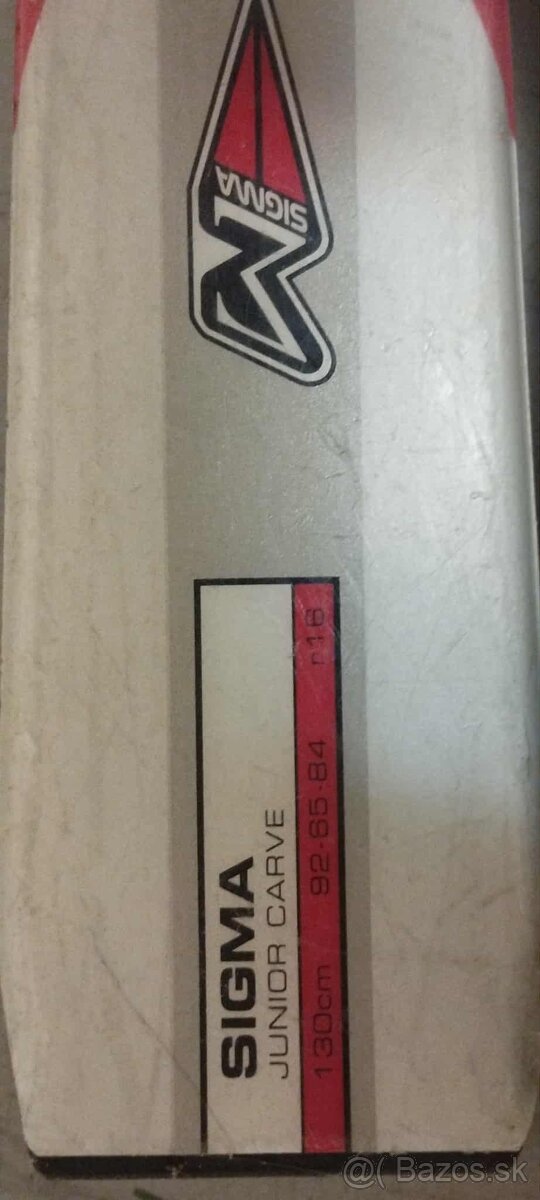 SIGMA
SIGMA
JUNIOR CARVE
130cm 92-65-84 r16
@( Bazos.sk